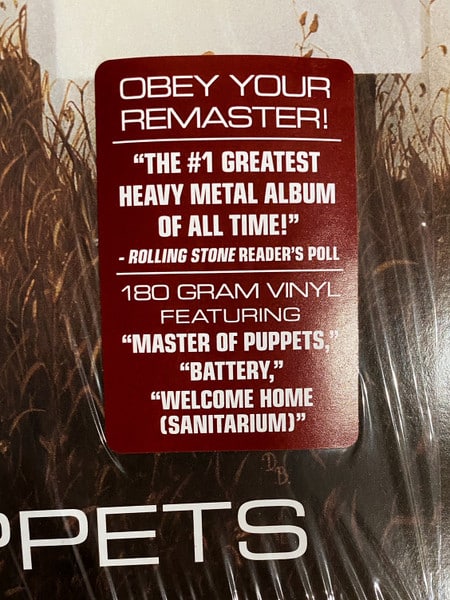 OBEY YOUR
REMASTER!
“THE #1 GREATEST
HEAVY METAL ALBUM
OF ALL TIME!”
- ROLLING STONE READER’S POLL
180 GRAM VINYL
FEATURING
“MASTER OF PUPPETS,”
“BATTERY,”
“WELCOME HOME
(SANITARIUM)”
D.B.
PPETS